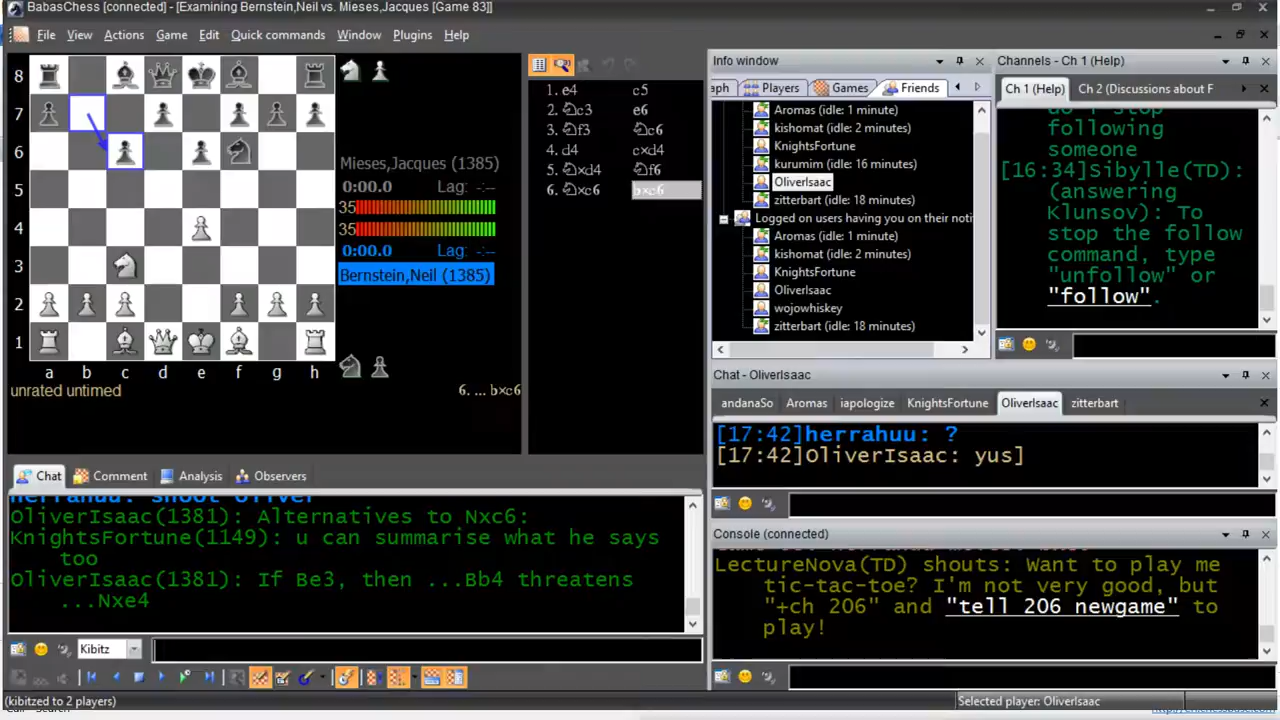 BabasChess [connected] - [Examining Bernstein,Neil vs. Mieses,Jacques [Game 83]]
File View Actions Game Edit Quick commands Window Plugins Help
8
7
6
5
4
3
2
1
a b c d e f g h
unrated untimed
6. ... b×c6
Mieses,Jacques (1385)
0:00.0 Lag: -:--
35
35
0:00.0 Lag: -:--
Bernstein,Neil (1385)
1. e4 c5
2. ♘c3 e6
3. ♘f3 ♘c6
4. d4 c×d4
5. ♘×d4 ♘f6
6. ♘×c6 b×c6
Chat Comment Analysis Observers
herrahuu: shoot oliver
OliverIsaac(1381): Alternatives to Nxc6:
KnightsFortune(1149): u can summarise what he says
too
OliverIsaac(1381): If Be3, then ...Bb4 threatens
...Nxe4
Kibitz
(kibitzed to 2 players)
Info window
aph Players Games Friends
Aromas (idle: 1 minute)
kishomat (idle: 2 minutes)
KnightsFortune
kurumim (idle: 16 minutes)
OliverIsaac
zitterbart (idle: 18 minutes)
Logged on users having you on their noti
Aromas (idle: 1 minute)
kishomat (idle: 2 minutes)
KnightsFortune
OliverIsaac
wojowhiskey
zitterbart (idle: 18 minutes)
Channels - Ch 1 (Help)
Ch 1 (Help) Ch 2 (Discussions about F
do I stop
following
someone
[16:34]Sibylle(TD):
(answering
Klunsov): To
stop the follow
command, type
"unfollow" or
"follow".
Chat - OliverIsaac
andanaSo Aromas iapologize KnightsFortune OliverIsaac zitterbart
[17:42]herrahuu: ?
[17:42]OliverIsaac: yus]
Console (connected)
LectureNova(TD) shouts: Want to play me
tic-tac-toe? I'm not very good, but
"+ch 206" and "tell 206 newgame" to
play!
Selected player: OliverIsaac